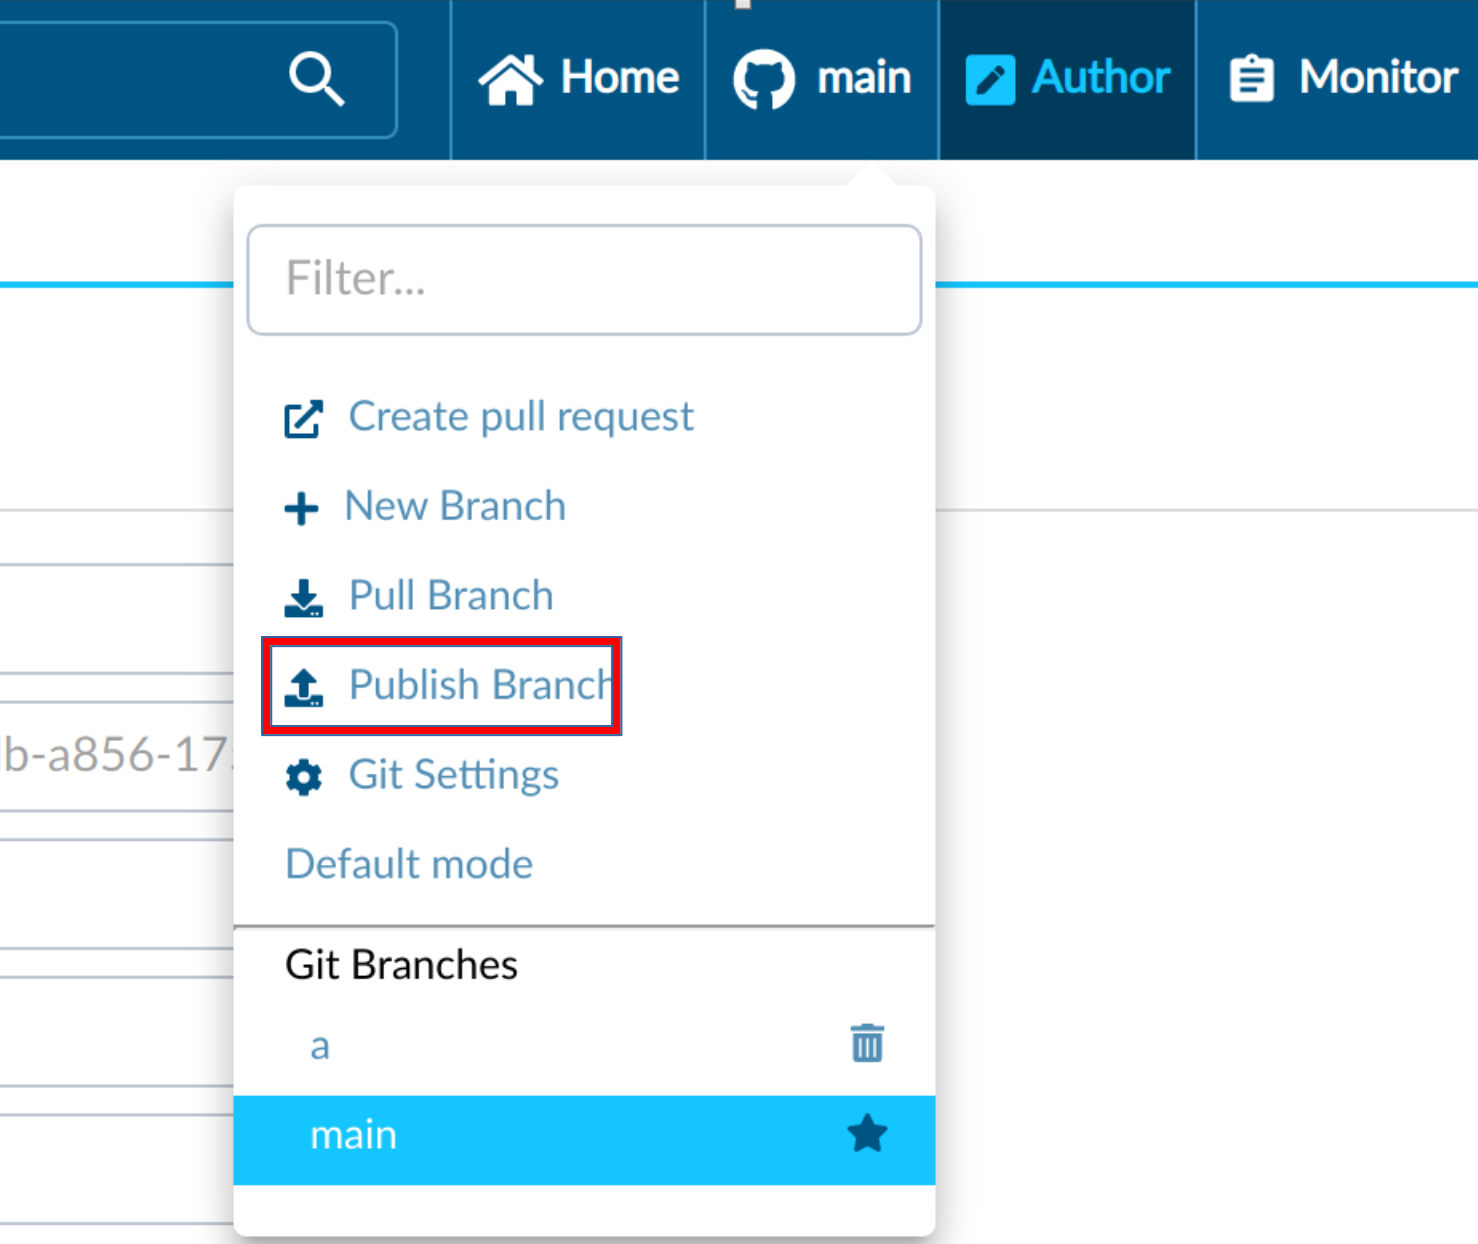 Home main Author Monitor
Filter...
Create pull request
New Branch
Pull Branch
Publish Branch
b-a856-17
Git Settings
Default mode
Git Branches
a
main